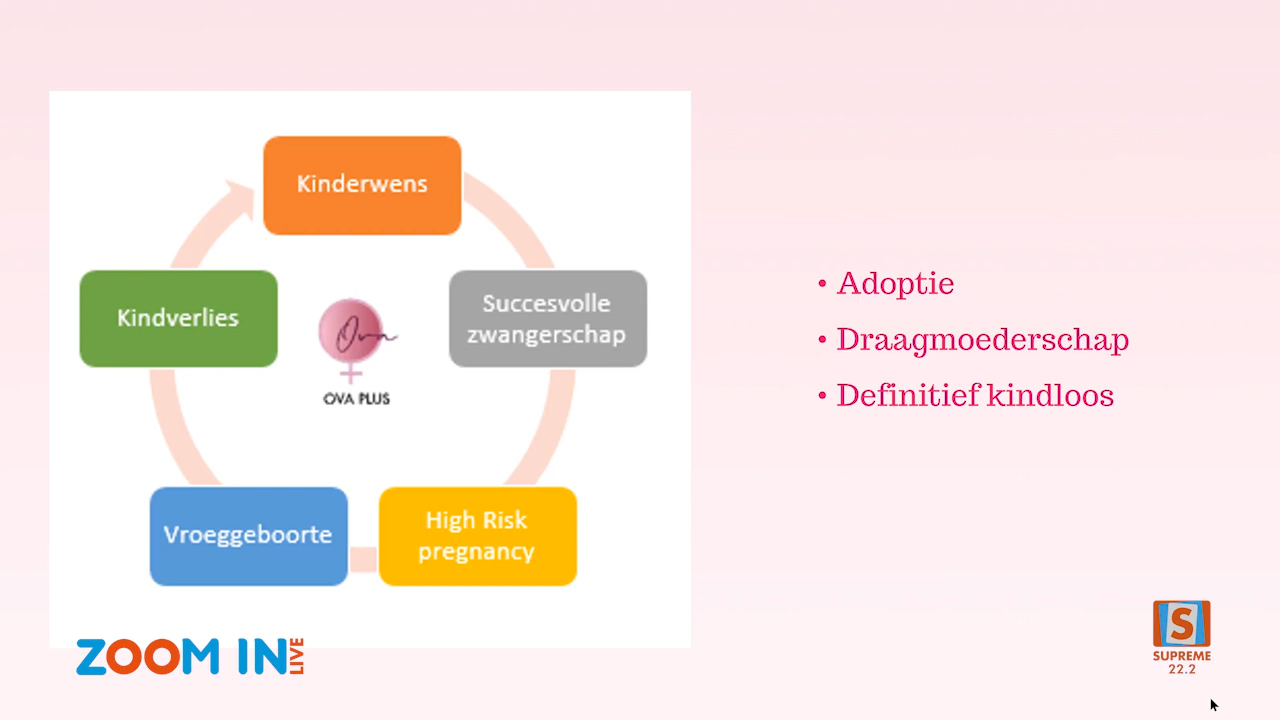 Kinderwens
Kindverlies
Succesvolle
zwangerschap
Ova
OVA PLUS
Vroeggeboorte
High Risk
pregnancy
• Adoptie
• Draagmoederschap
• Definitief kindloos
ZOOM IN LIVE
S
SUPREME
22.2